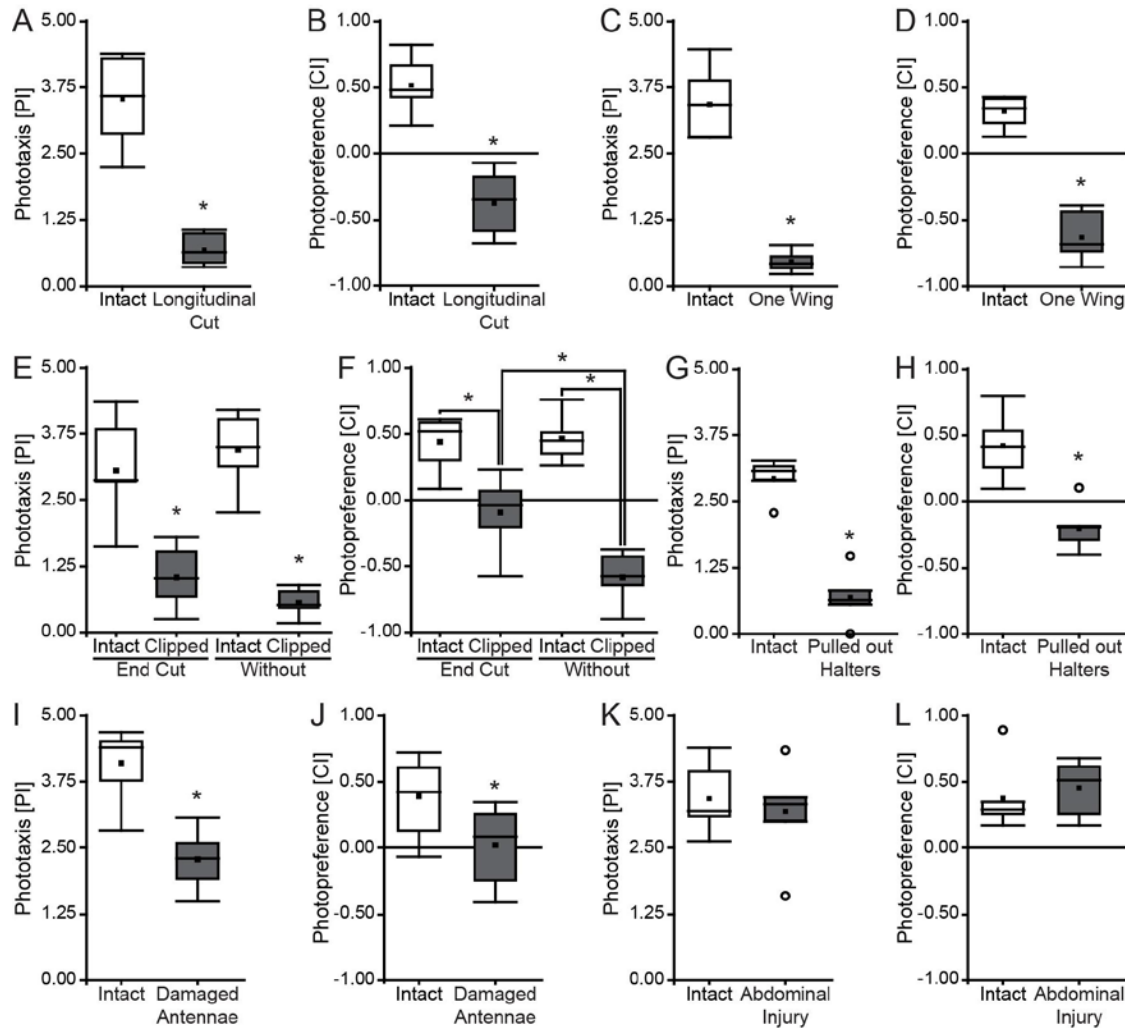 A
Phototaxis [PI]
5.00
3.75
2.50
1.25
0.00
*
Intact Longitudinal
Cut
B
Photopreference [CI]
1.00
0.50
0.00
-0.50
-1.00
*
Intact Longitudinal
Cut
C
Phototaxis [PI]
5.00
3.75
2.50
1.25
0.00
*
Intact One Wing
D
Photopreference [CI]
1.00
0.50
0.00
-0.50
-1.00
*
Intact One Wing
E
Phototaxis [PI]
5.00
3.75
2.50
1.25
0.00
*
*
Intact Clipped Intact Clipped
End Cut Without
F
Photopreference [CI]
1.00
0.50
0.00
-0.50
-1.00
*
*
*
Intact Clipped Intact Clipped
End Cut Without
G
Phototaxis [PI]
5.00
3.75
2.50
1.25
0.00
*
Intact Pulled out
Halters
H
Photopreference [CI]
1.00
0.50
0.00
-0.50
-1.00
*
Intact Pulled out
Halters
I
Phototaxis [PI]
5.00
3.75
2.50
1.25
0.00
*
Intact Damaged
Antennae
J
Photopreference [CI]
1.00
0.50
0.00
-0.50
-1.00
*
Intact Damaged
Antennae
K
Phototaxis [PI]
5.00
3.75
2.50
1.25
0.00
Intact Abdominal
Injury
L
Photopreference [CI]
1.00
0.50
0.00
-0.50
-1.00
Intact Abdominal
Injury